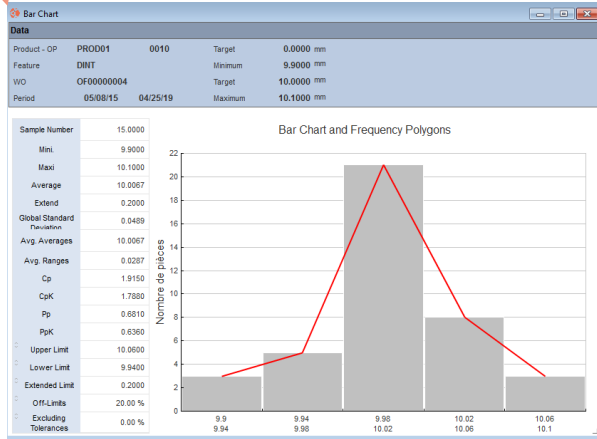 Bar Chart
Data
Product - OP PROD01 0010 Target 0.0000 mm
Feature DINT Minimum 9.9000 mm
WO OF00000004 Target 10.0000 mm
Period 05/08/15 04/25/19 Maximum 10.1000 mm
Bar Chart and Frequency Polygons
Sample Number 15.0000
Mini. 9.9000
Maxi 10.1000
Average 10.0067
Extend 0.2000
Global Standard
Deviation 0.0489
Avg. Averages 10.0067
Avg. Ranges 0.0287
Cp 1.9150
CpK 1.7880
Pp 0.6810
PpK 0.6360
Upper Limit 10.0600
Lower Limit 9.9400
Extended Limit 0.2000
Off-Limits 20.00 %
Excluding
Tolerances 0.00 %
Nombre de pièces
22
20
18
16
14
12
10
8
6
4
2
0
9.9 9.94 9.98 10.02 10.06
9.94 9.98 10.02 10.06 10.1